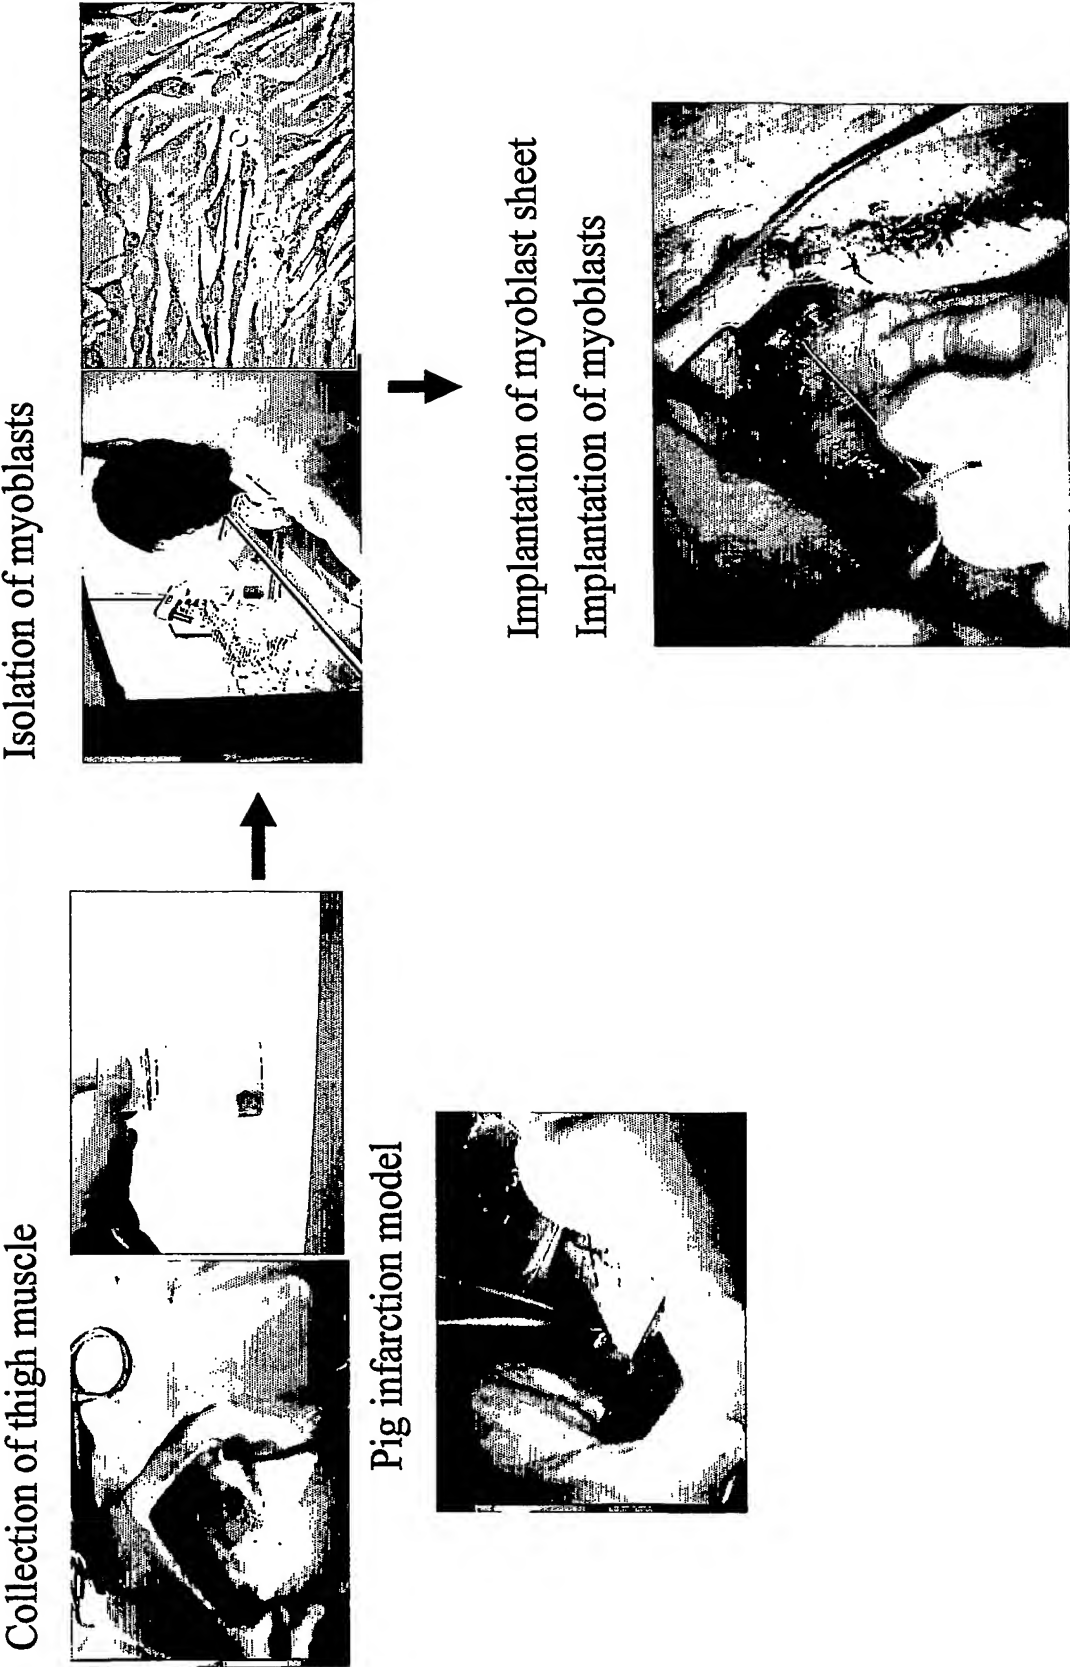 Collection of thigh muscle
Isolation of myoblasts
Pig infarction model
Implantation of myoblast sheet
Implantation of myoblasts